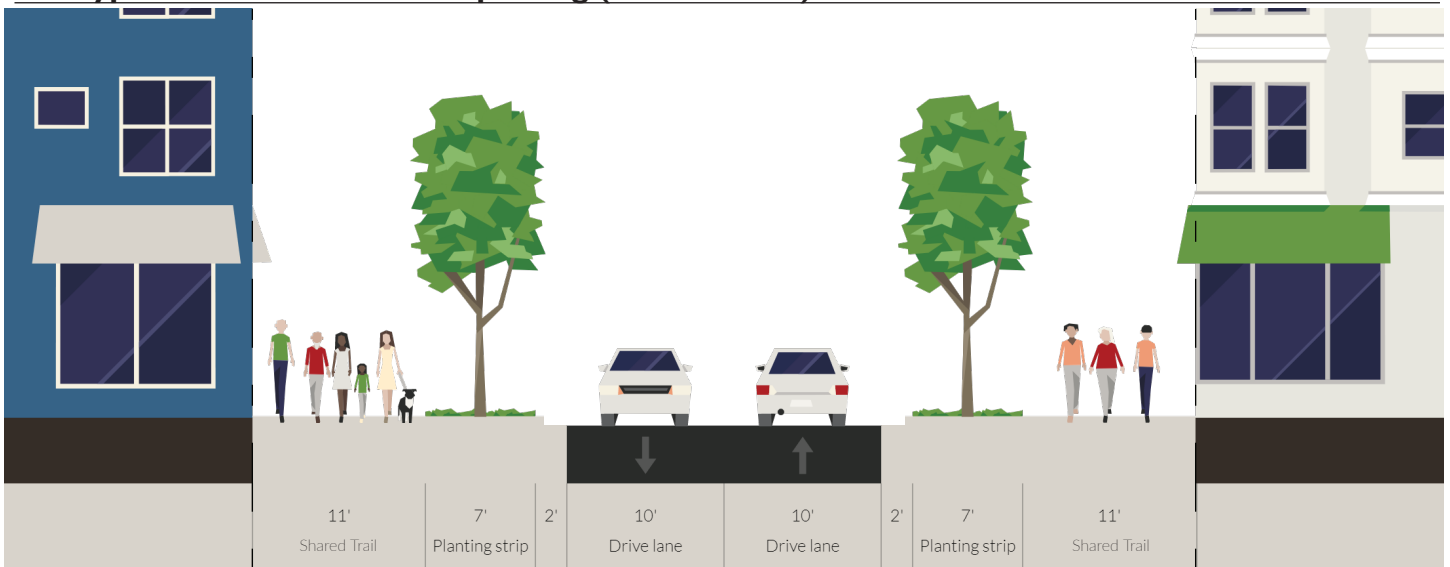 11' 7' 2' 10' 10' 2' 7' 11'
Shared Trail Planting strip Drive lane Drive lane Planting strip Shared Trail